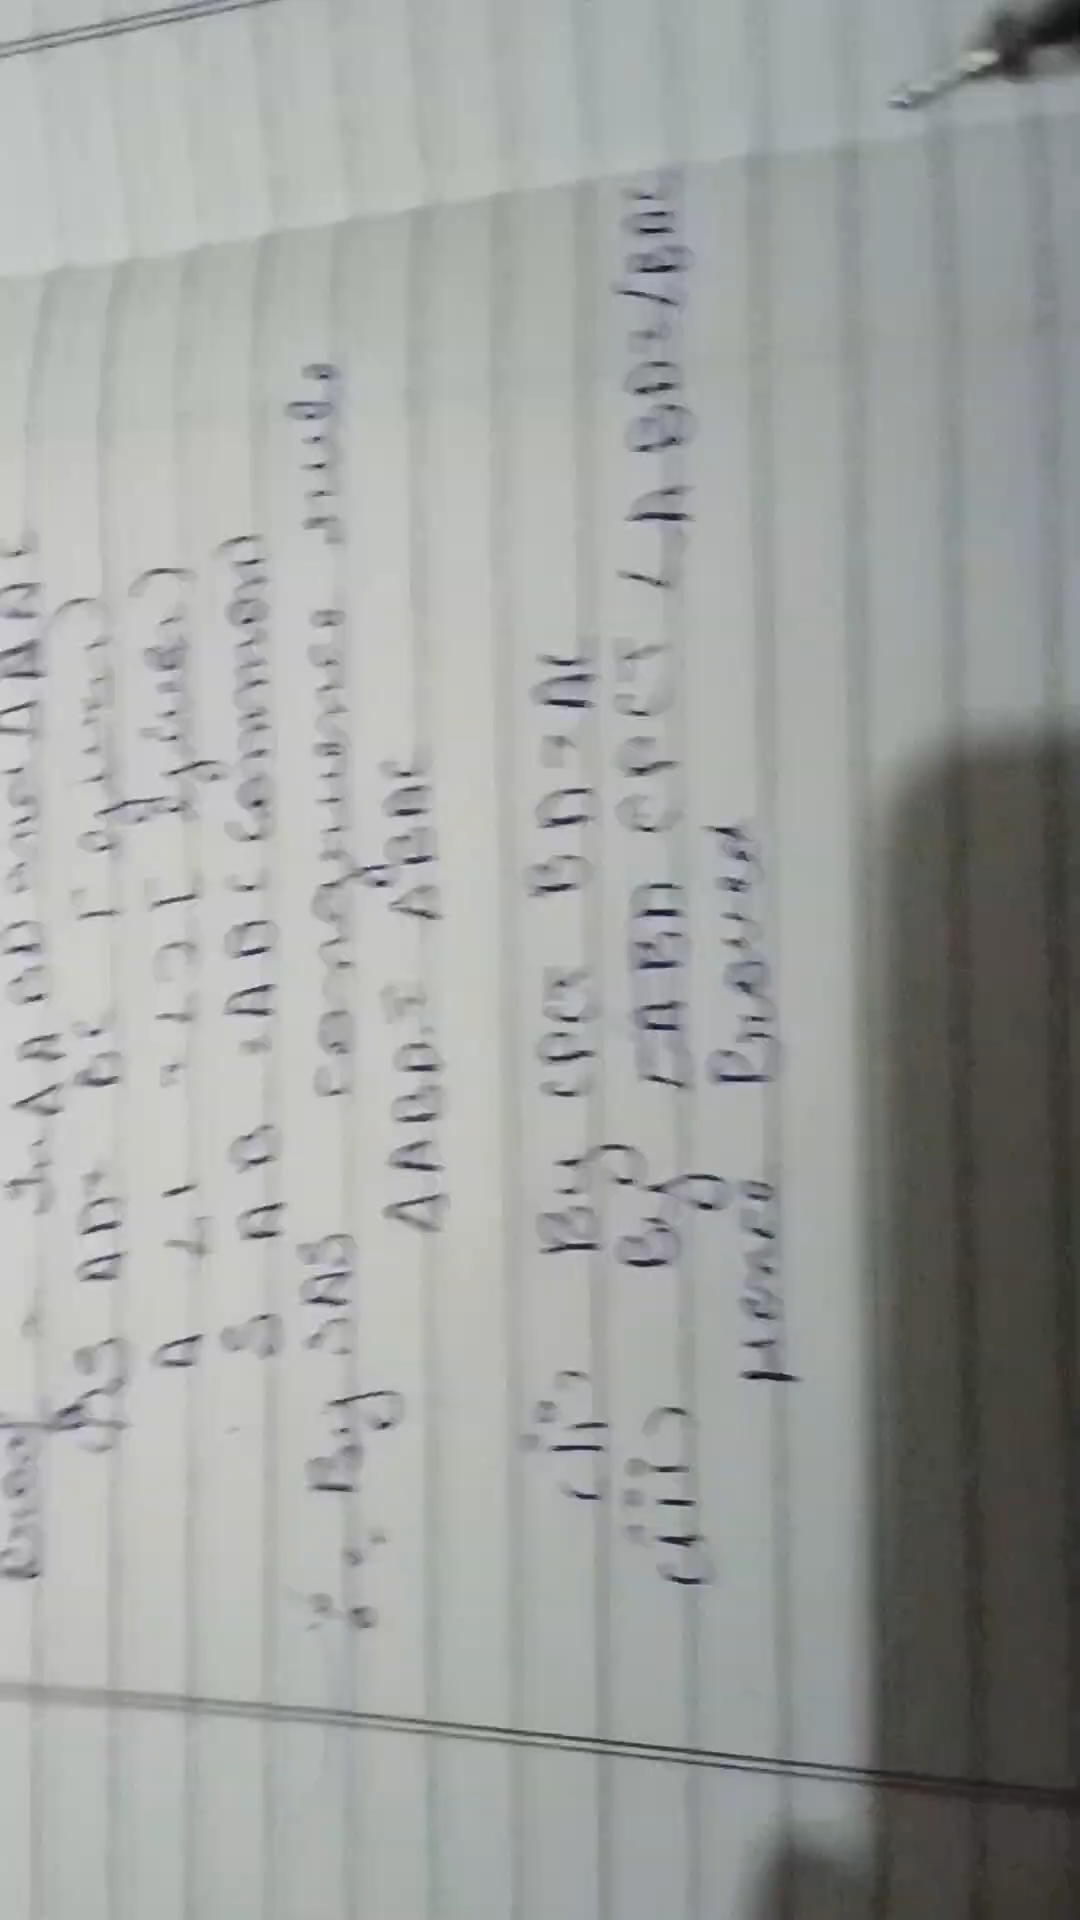 Proof - In ΔABD and ΔABC
AD = BC [given]
∠1 = ∠2 [given]
AB = AB [common]
By SAS congruence rule
ΔABD ≅ ΔBAC
(ii) By CPCT BD = AC
(iii) By ∠ABD CPCT ∠ABD = ∠BAC
Hence Proved